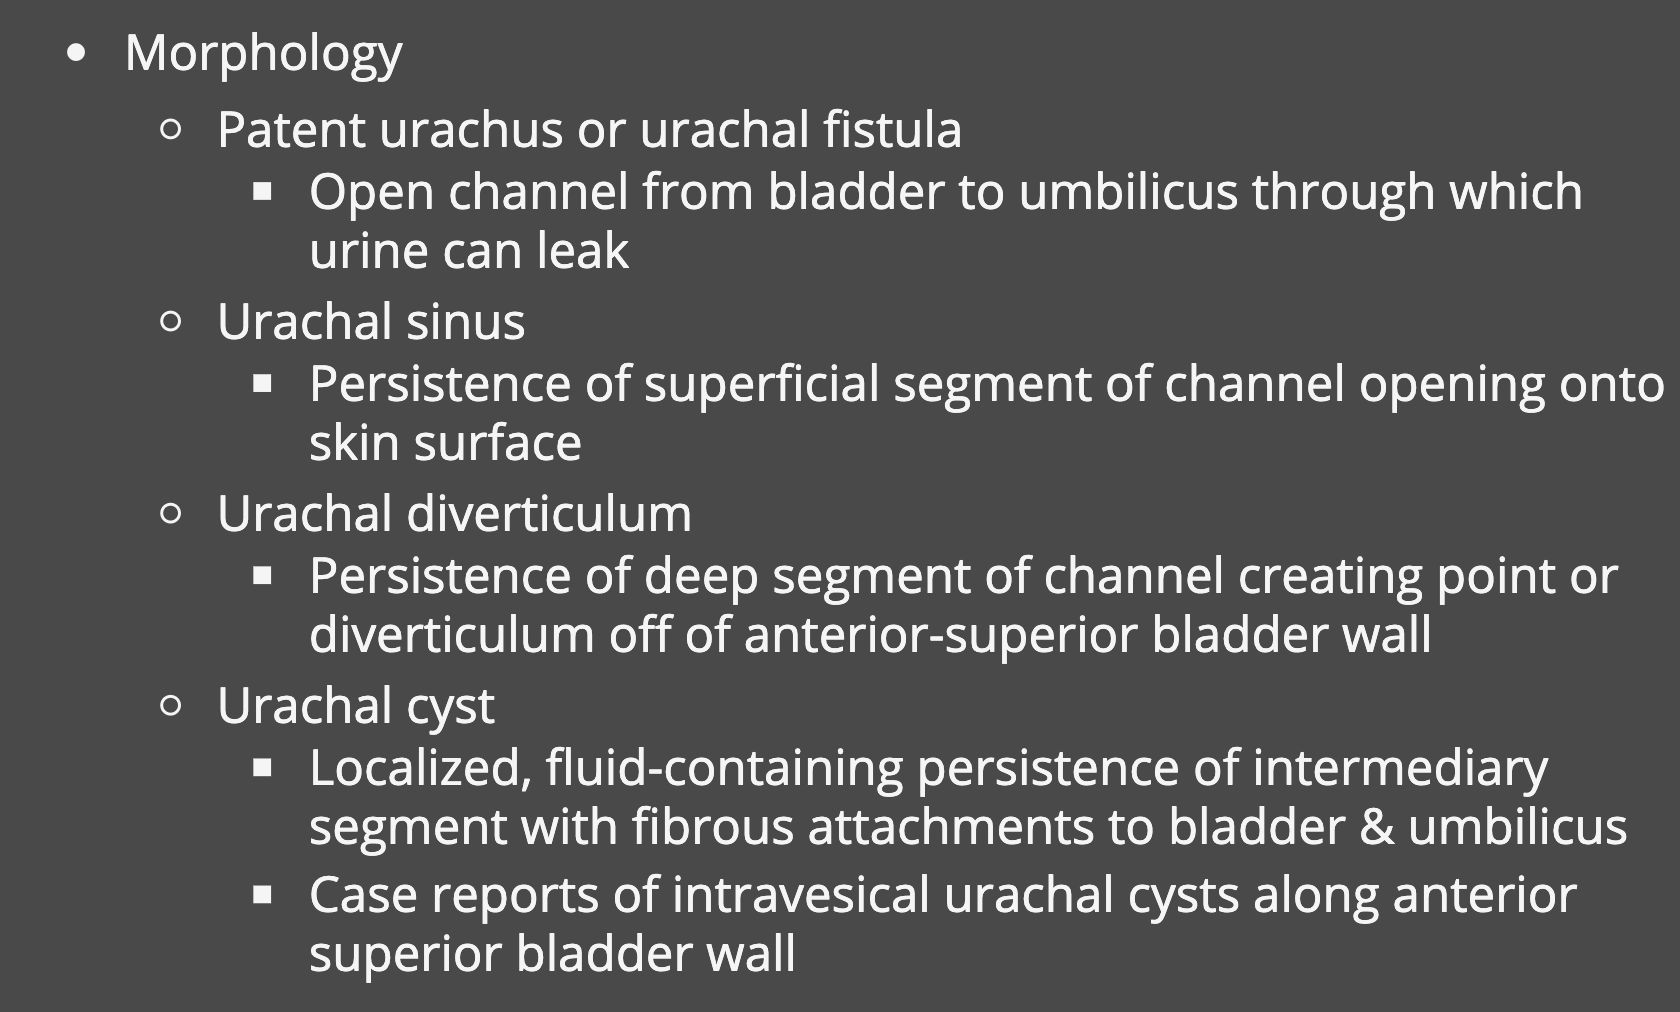 • Morphology
○ Patent urachus or urachal fistula
▪ Open channel from bladder to umbilicus through which
urine can leak
○ Urachal sinus
▪ Persistence of superficial segment of channel opening onto
skin surface
○ Urachal diverticulum
▪ Persistence of deep segment of channel creating point or
diverticulum off of anterior-superior bladder wall
○ Urachal cyst
▪ Localized, fluid-containing persistence of intermediary
segment with fibrous attachments to bladder & umbilicus
▪ Case reports of intravesical urachal cysts along anterior
superior bladder wall